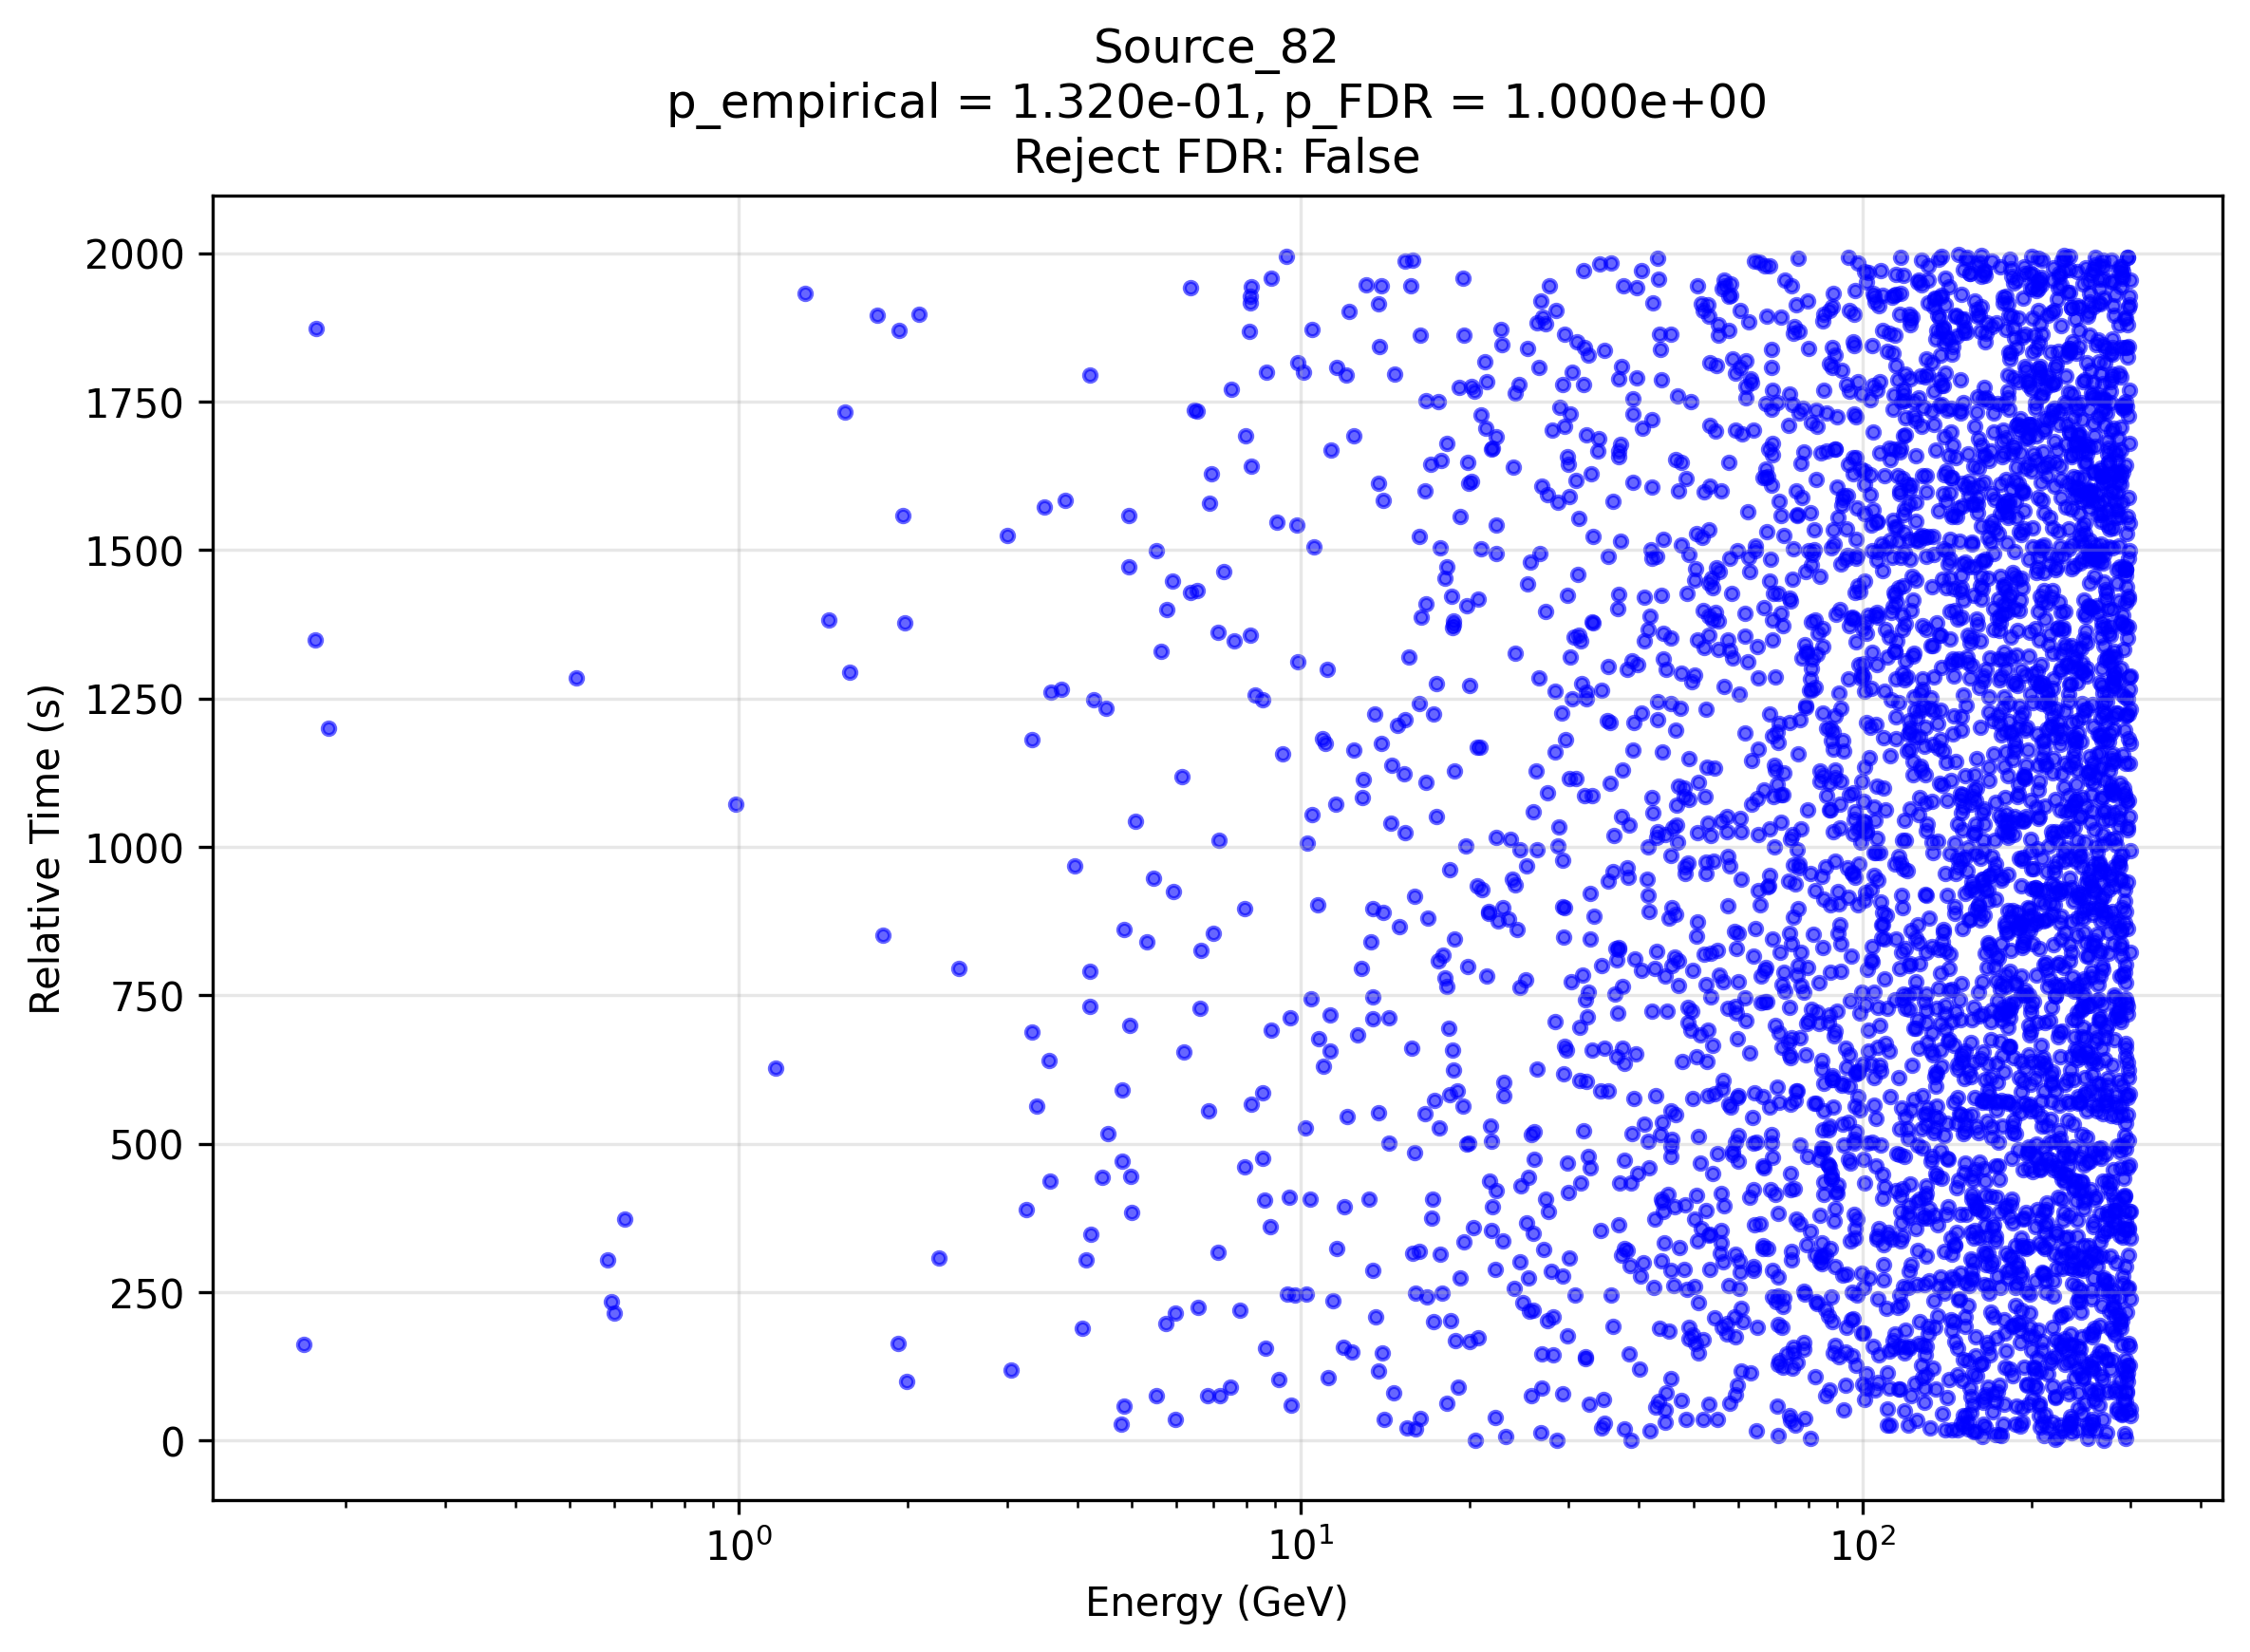 Source_82
p_empirical = 1.320e-01, p_FDR = 1.000e+00
Reject FDR: False
2000
1750
1500
1250
1000
750
500
250
0
Relative Time (s)
10⁰ 10¹ 10²
Energy (GeV)